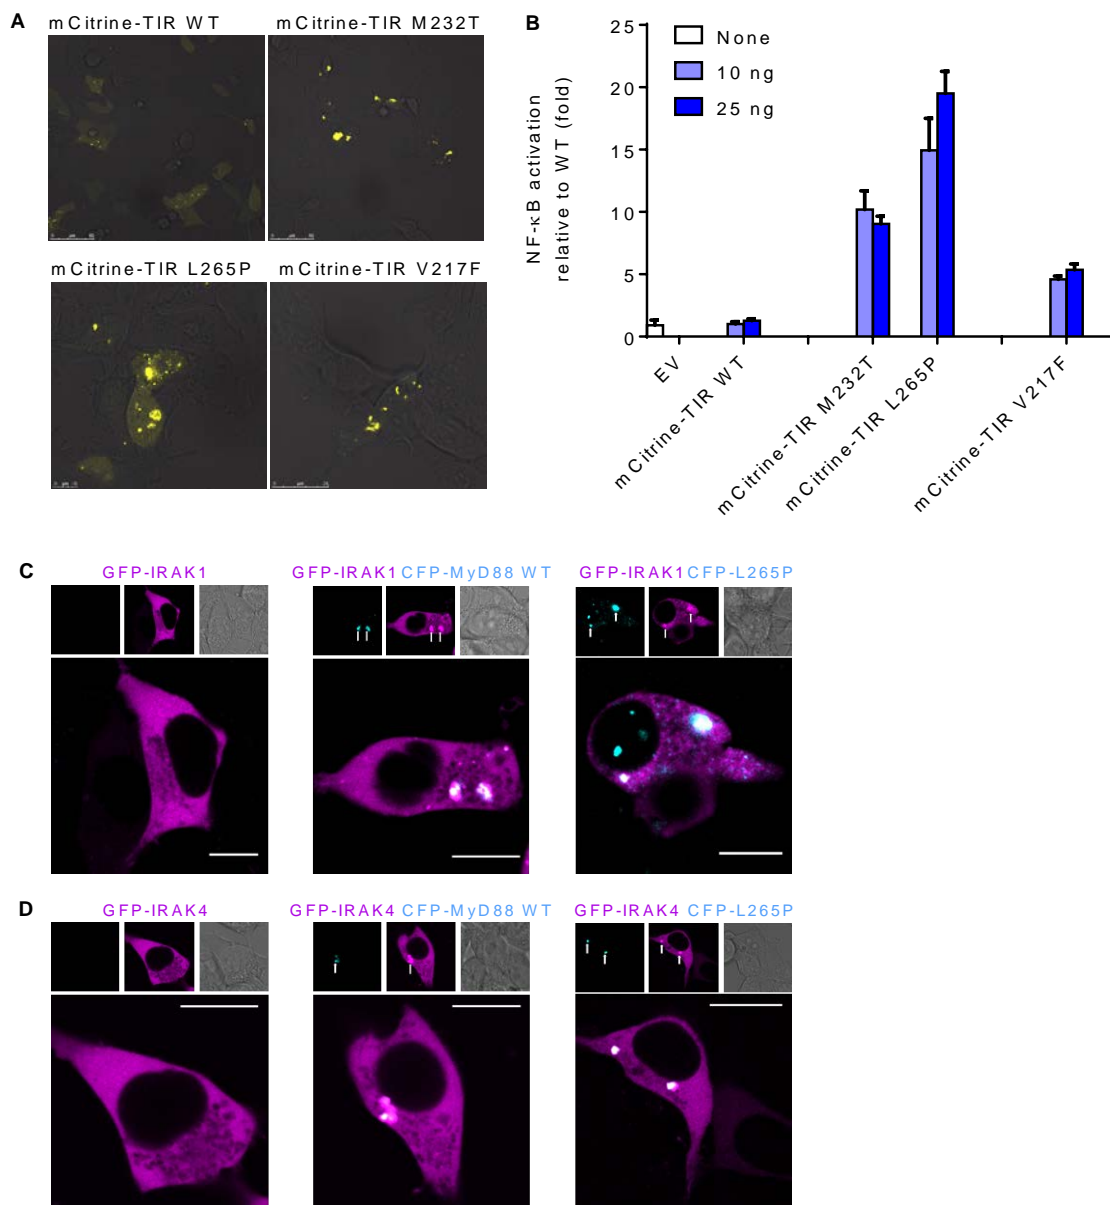 A
mCitrine-TIR WT
mCitrine-TIR M232T
mCitrine-TIR L265P
mCitrine-TIR V217F
B
NF-κB activation
relative to WT (fold)
25
20
15
10
5
0
None
10 ng
25 ng
EV
mCitrine-TIR WT
mCitrine-TIR M232T
mCitrine-TIR L265P
mCitrine-TIR V217F
C
GFP-IRAK1
GFP-IRAK1 CFP-MyD88 WT
GFP-IRAK1 CFP-L265P
D
GFP-IRAK4
GFP-IRAK4 CFP-MyD88 WT
GFP-IRAK4 CFP-L265P